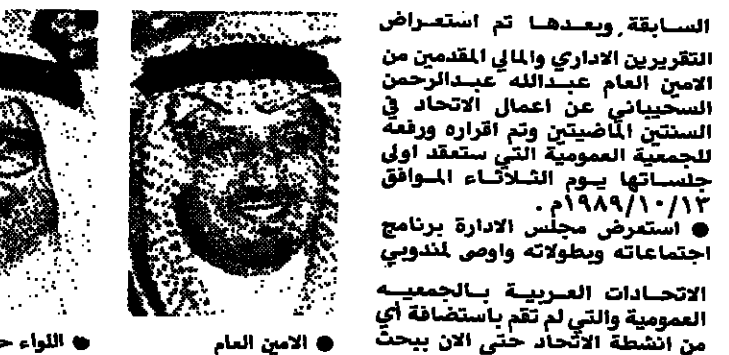 السابقة وبعدها تم استعراض
التقريرين الاداري والمالي المقدمين من
الامين العام عبدالله عبدالرحمن
السحيباني عن اعمال الاتحاد في
السنتين الماضيتين وتم اقراره ورفعه
للجمعية العمومية التي ستعقد اولى
جلساتها يوم الثلاثاء الموافق
١٩٨٩/١٠/١٣م .
● استعرض مجلس الادارة برنامج
اجتماعاته وبطولاته واوصى لمندوبي
الاتحادات العربية بالجمعيه
العمومية والتي لم تقم باستضافة أي
من انشطة الاتحاد حتى الان ببحث
● الامين العام
● اللواء